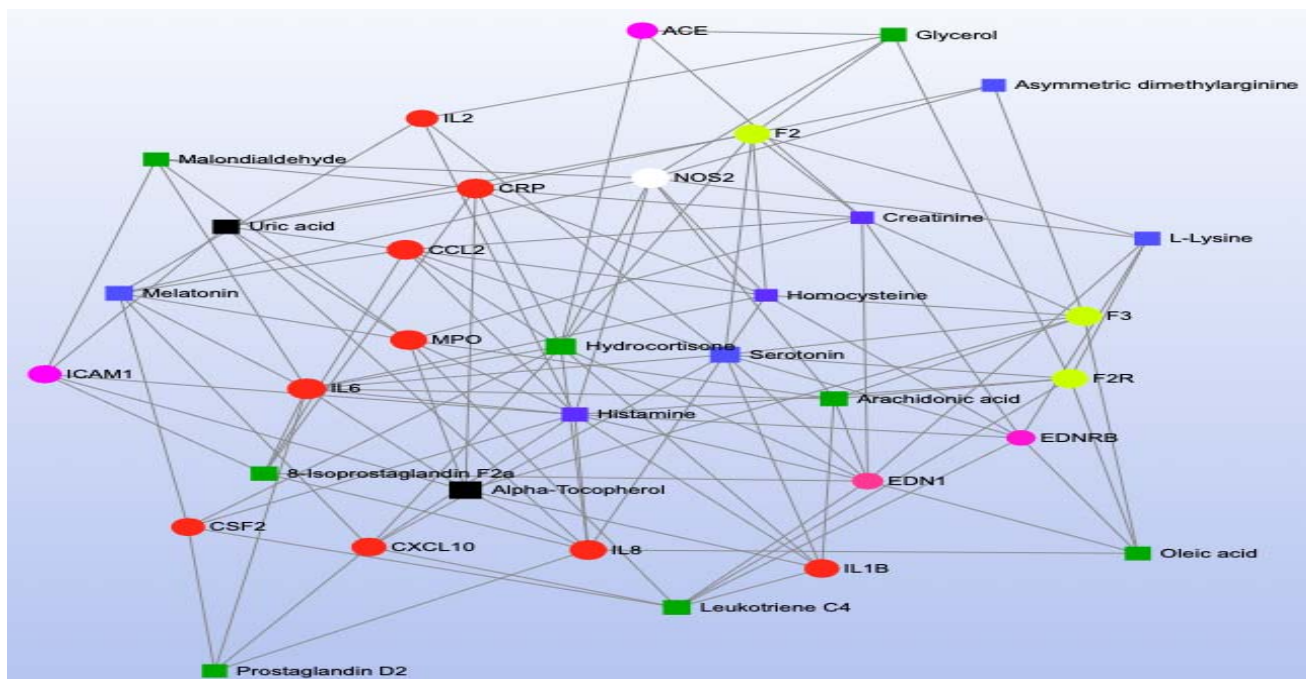 ACE
Glycerol
Asymmetric dimethylarginine
IL2
F2
Malondialdehyde
NOS2
CRP
Uric acid
Creatinine
L-Lysine
CCL2
Melatonin
Homocysteine
F3
MPO
Hydrocortisone
Serotonin
ICAM1
IL6
F2R
Arachidonic acid
Histamine
EDNRB
8-Isoprostaglandin F2a
EDN1
Alpha-Tocopherol
CSF2
CXCL10
IL8
Oleic acid
IL1B
Leukotriene C4
Prostaglandin D2